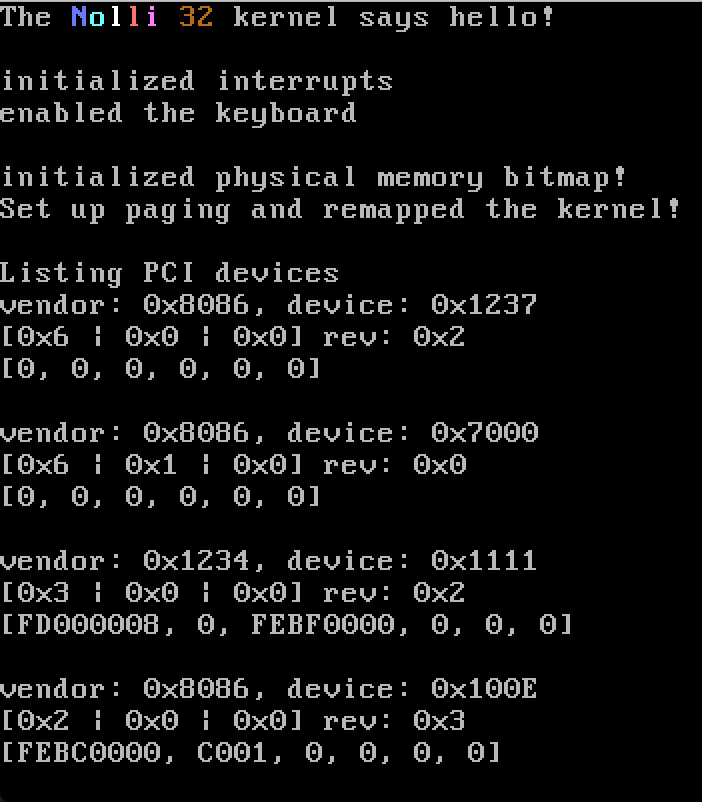 The Nolli 32 kernel says hello!
initialized interrupts
enabled the keyboard
initialized physical memory bitmap!
Set up paging and remapped the kernel!
Listing PCI devices
vendor: 0x8086, device: 0x1237
[0x6 | 0x0 | 0x0] rev: 0x2
[0, 0, 0, 0, 0, 0]
vendor: 0x8086, device: 0x7000
[0x6 | 0x1 | 0x0] rev: 0x0
[0, 0, 0, 0, 0, 0]
vendor: 0x1234, device: 0x1111
[0x3 | 0x0 | 0x0] rev: 0x2
[FD000008, 0, FEBF0000, 0, 0, 0]
vendor: 0x8086, device: 0x100E
[0x2 | 0x0 | 0x0] rev: 0x3
[FEBC0000, C001, 0, 0, 0, 0]